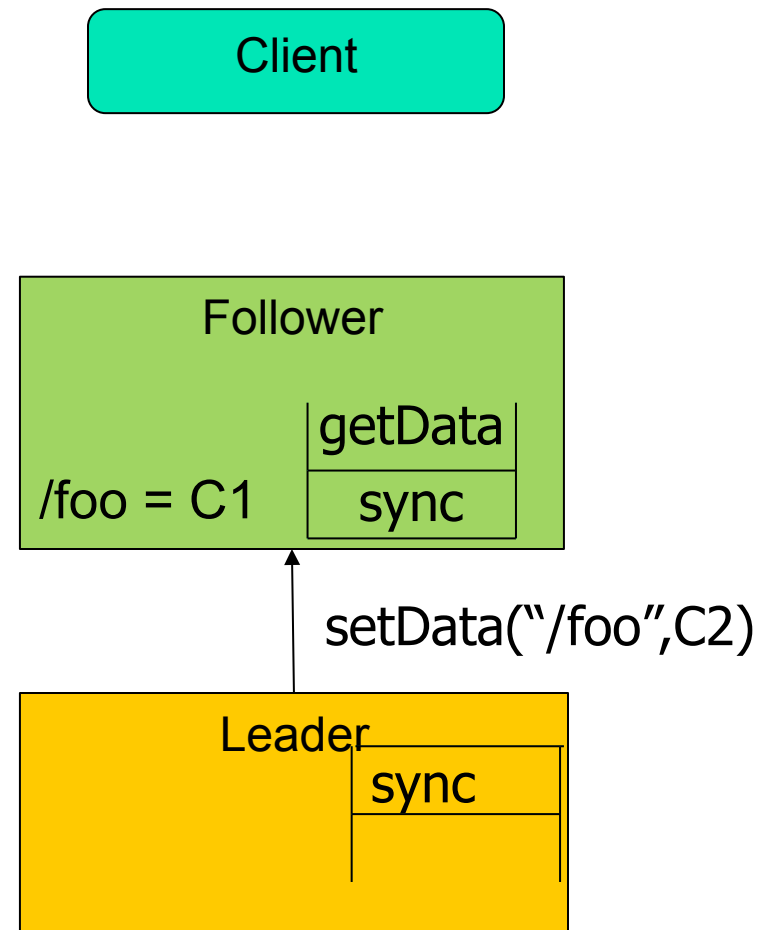 Client
Follower
getData
/foo = C1
sync
setData(“/foo”,C2)
Leader
sync